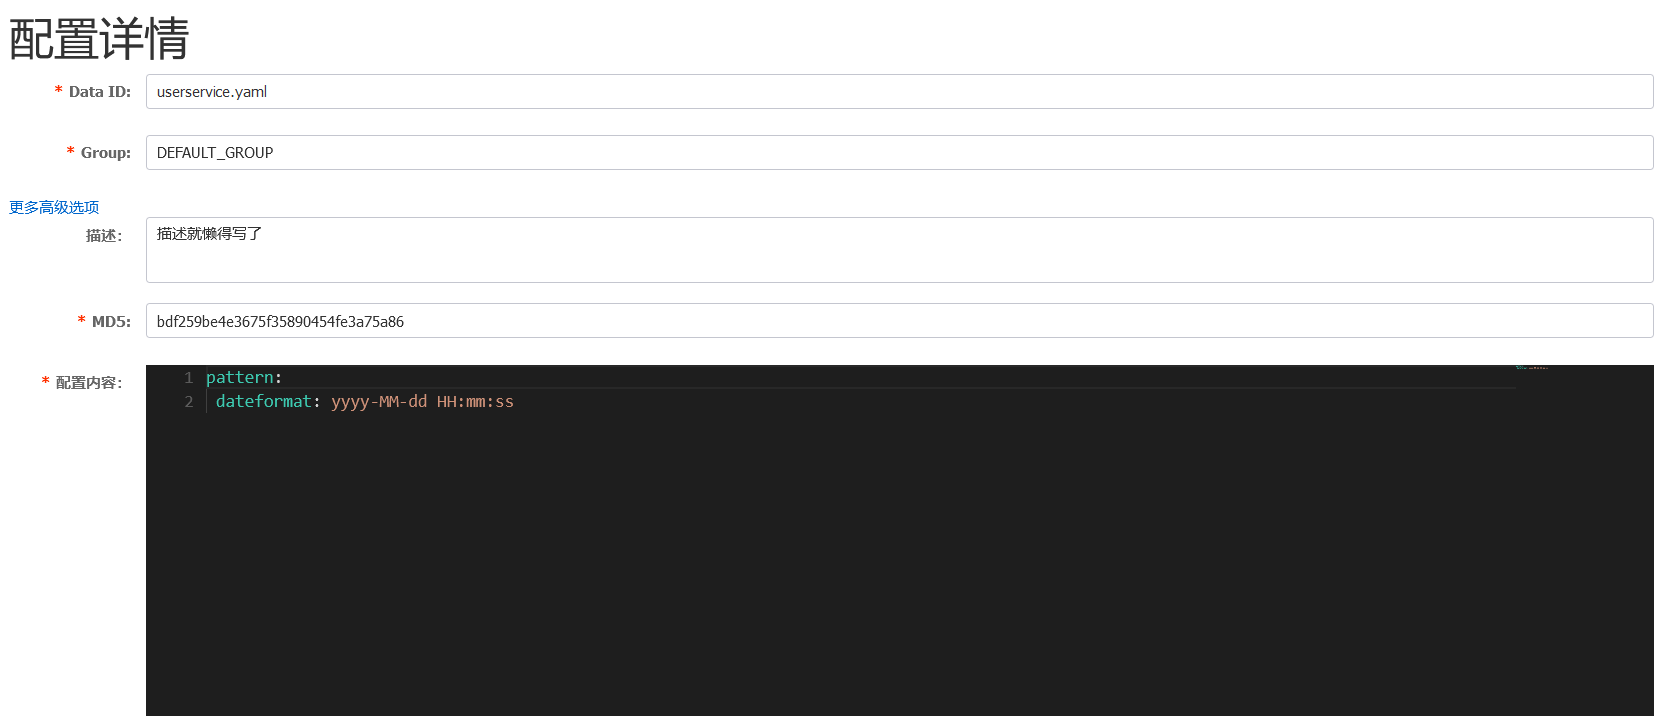 配置详情
* Data ID: userservice.yaml
* Group: DEFAULT_GROUP
更多高级选项
描述: 描述就懒得写了
* MD5: bdf259be4e3675f35890454fe3a75a86
* 配置内容: 1 pattern:
2 dateformat: yyyy-MM-dd HH:mm:ss